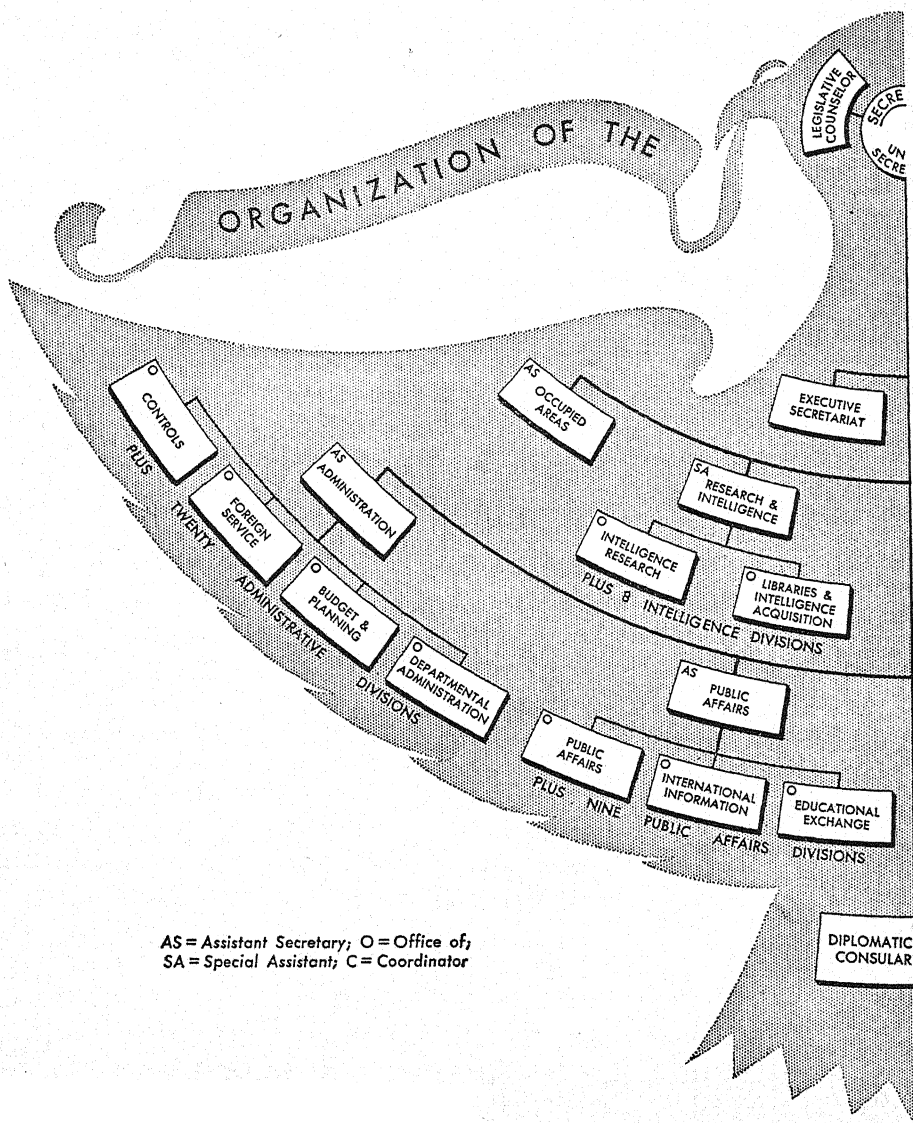 ORGANIZATION OF THE
LEGISLATIVE
COUNSELOR
SECRE
UN
SECRE
EXECUTIVE
SECRETARIAT
AS
OCCUPIED
AREAS
SA
RESEARCH &
INTELLIGENCE
O
INTELLIGENCE
RESEARCH
O
LIBRARIES &
INTELLIGENCE
ACQUISITION
PLUS 8 INTELLIGENCE DIVISIONS
AS
ADMINISTRATION
O
CONTROLS
O
FOREIGN
SERVICE
O
BUDGET &
PLANNING
O
DEPARTMENTAL
ADMINISTRATION
PLUS TWENTY ADMINISTRATIVE DIVISIONS
AS
PUBLIC
AFFAIRS
O
PUBLIC
AFFAIRS
O
INTERNATIONAL
INFORMATION
O
EDUCATIONAL
EXCHANGE
PLUS NINE PUBLIC AFFAIRS DIVISIONS
AS = Assistant Secretary; O = Office of;
SA = Special Assistant; C = Coordinator
DIPLOMATIC
CONSULAR